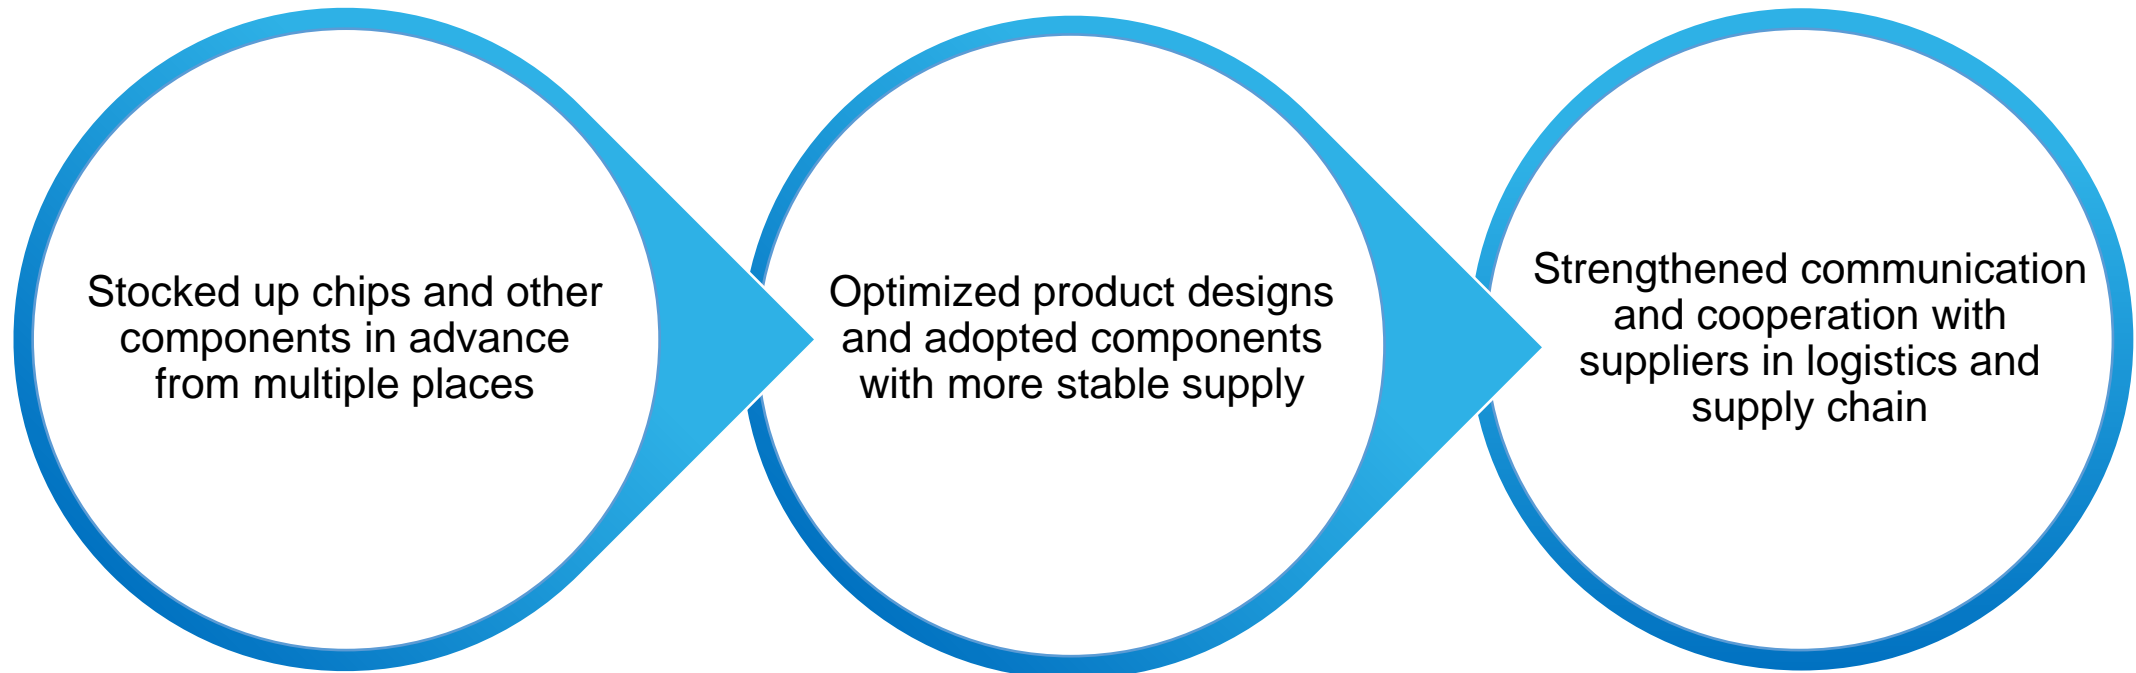 Stocked up chips and other
components in advance
from multiple places
Optimized product designs
and adopted components
with more stable supply
Strengthened communication
and cooperation with
suppliers in logistics and
supply chain